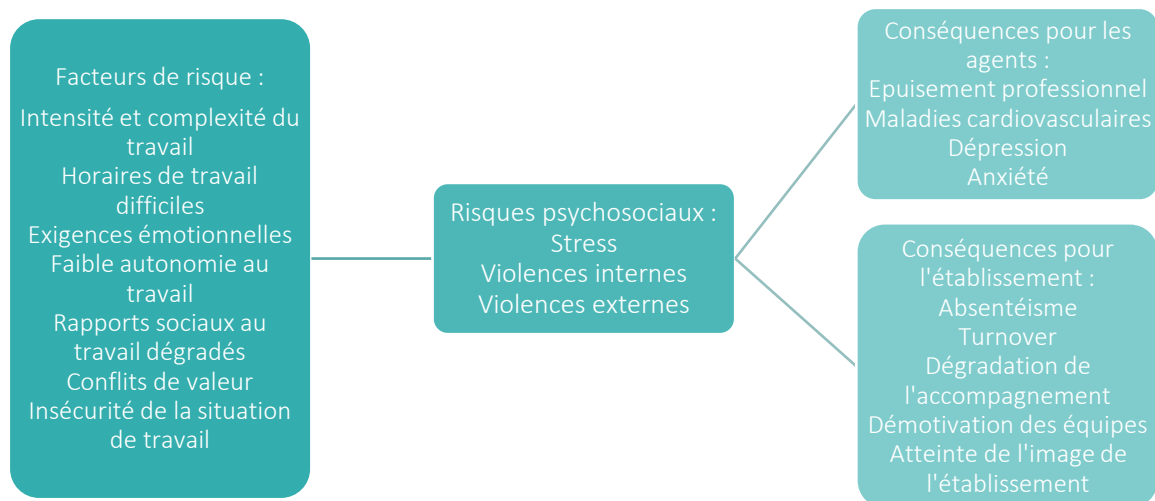 Facteurs de risque :
Intensité et complexité du
travail
Horaires de travail
difficiles
Exigences émotionnelles
Faible autonomie au
travail
Rapports sociaux au
travail dégradés
Conflits de valeur
Insécurité de la situation
de travail
Risques psychosociaux :
Stress
Violences internes
Violences externes
Conséquences pour les
agents :
Epuisement professionnel
Maladies cardiovasculaires
Dépression
Anxiété
Conséquences pour
l'établissement :
Absentéisme
Turnover
Dégradation de
l'accompagnement
Démotivation des équipes
Atteinte de l'image de
l'établissement